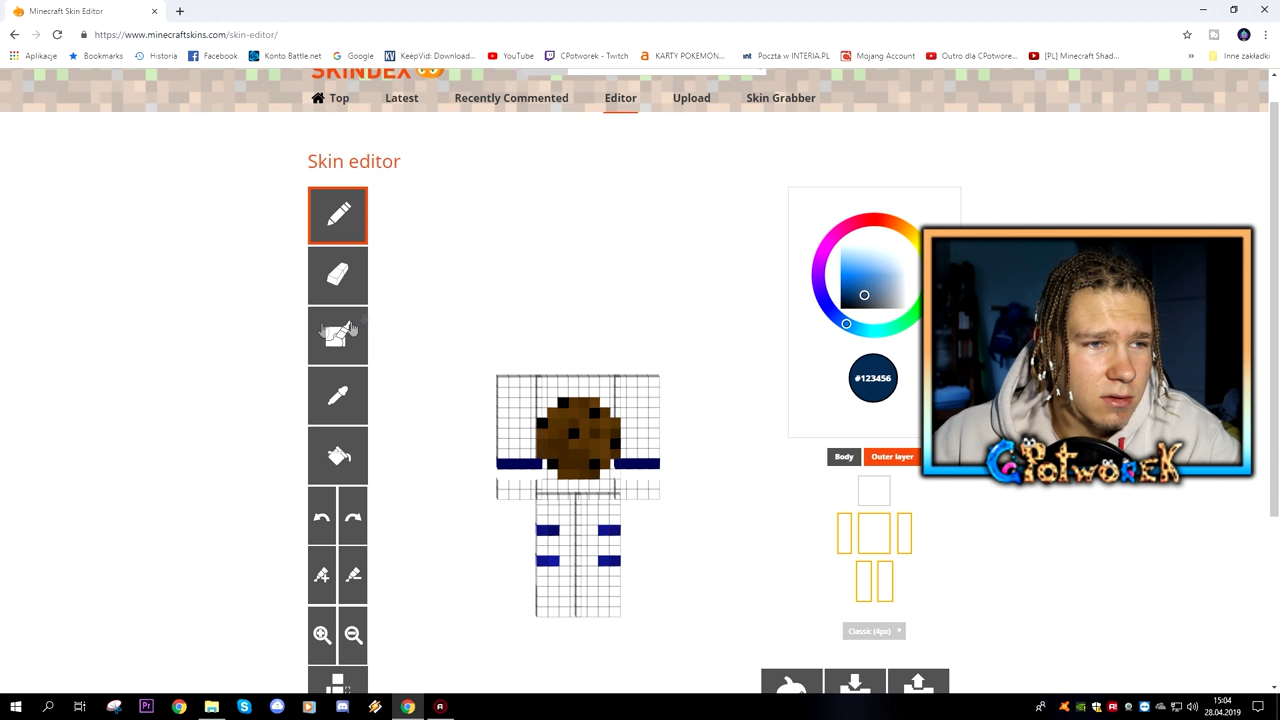 Minecraft Skin Editor
https://www.minecraftskins.com/skin-editor/
Aplikacje
Bookmarks
Historia
Facebook
Konto Battle.net
Google
KeepVid: Download...
YouTube
CPotworek - Twitch
KARTY POKEMON...
Poczta w INTERIA.PL
Mojang Account
Outro dla CPotwore...
[PL] Minecraft Shad...
»
Inne zakładki
SKINDEX
Top
Latest
Recently Commented
Editor
Upload
Skin Grabber
Skin editor
#123456
CPotworek
Body
Outer layer
Classic (4px)
15:04
28.04.2019